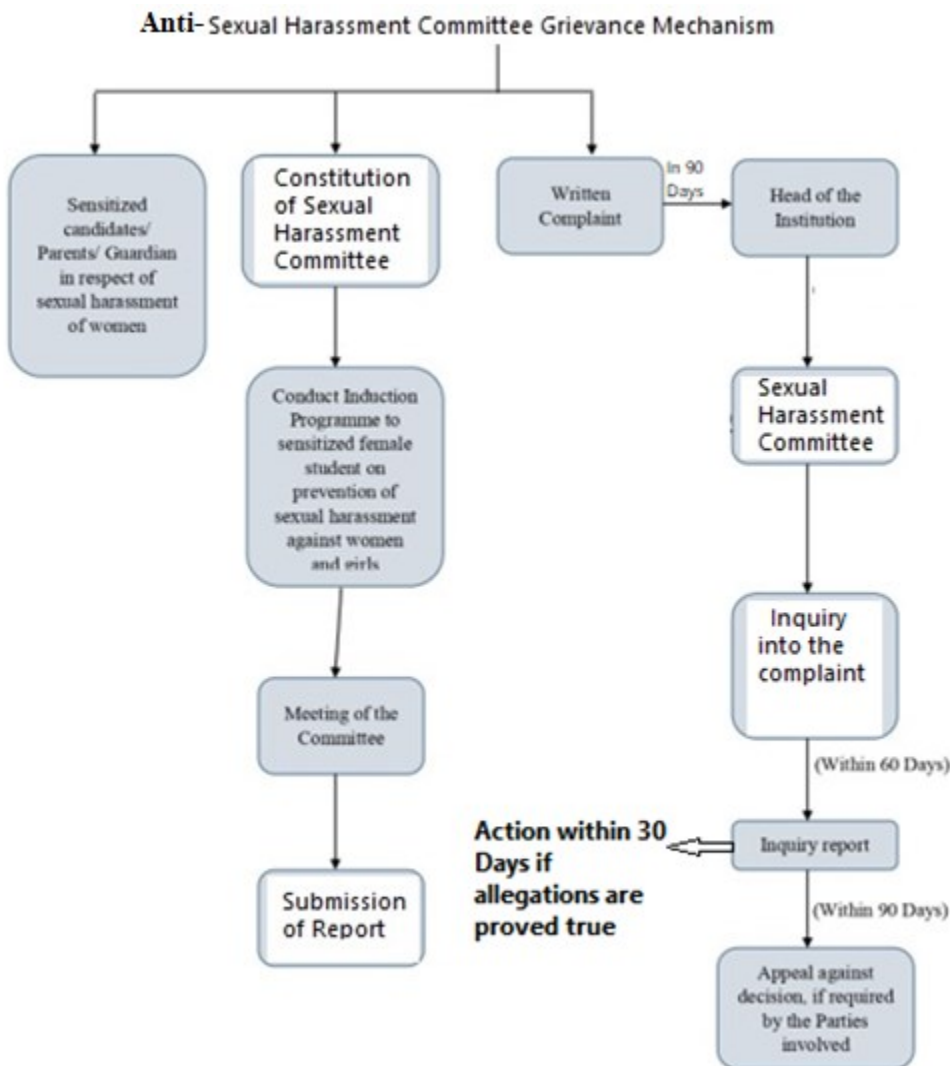 Anti- Sexual Harassment Committee Grievance Mechanism
Sensitized
candidates/
Parents/ Guardian
in respect of
sexual harassment
of women
Constitution
of Sexual
Harassment
Committee
Conduct Induction
Programme to
sensitized female
student on
prevention of
sexual harassment
against women
and girls
Meeting of the
Committee
Submission
of Report
Written
Complaint
In 90
Days
Head of the
Institution
Sexual
Harassment
Committee
Inquiry
into the
complaint
(Within 60 Days)
Inquiry report
Action within 30
Days if
allegations are
proved true
(Within 90 Days)
Appeal against
decision, if required
by the Parties
involved